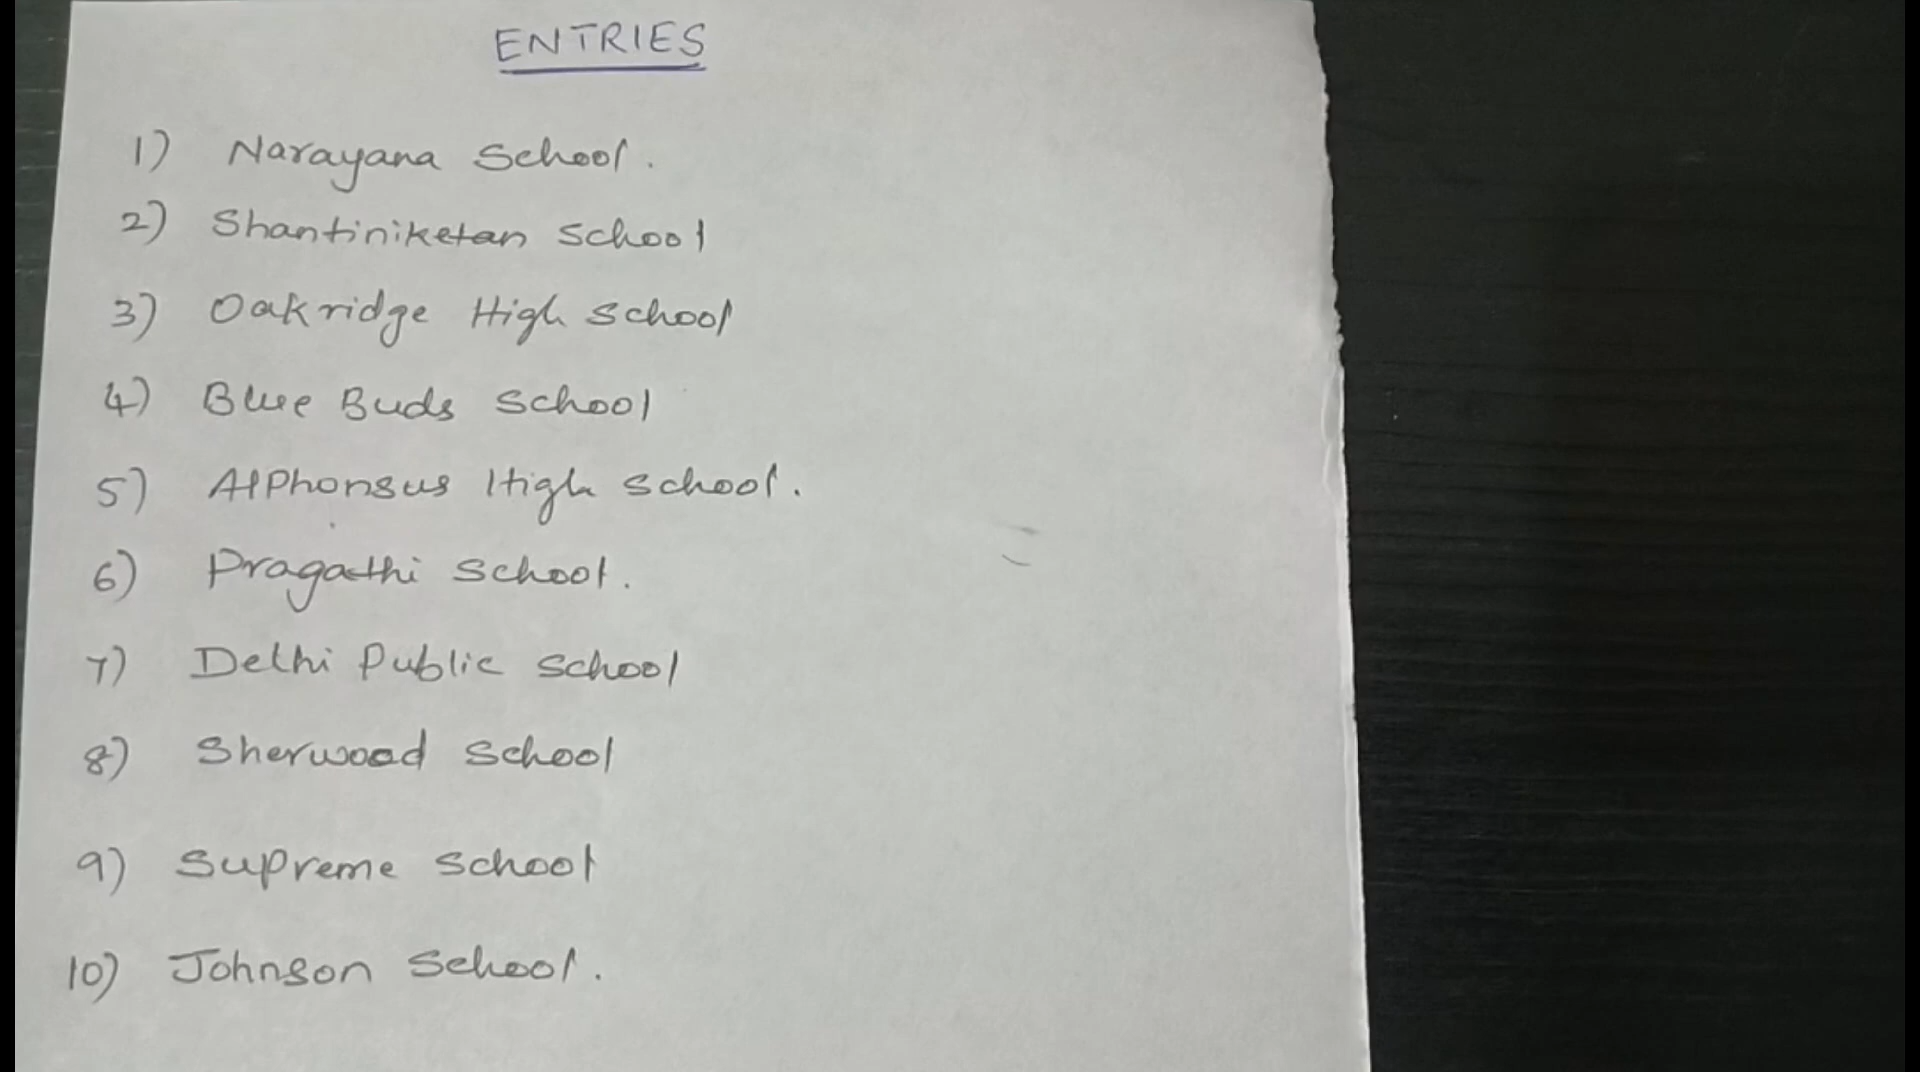 ENTRIES
1) Narayana School.
2) Shantiniketan School
3) Oakridge High School
4) Blue Buds School
5) Alphonsus High School.
6) Pragathi School.
7) Delhi Public School
8) Sherwood School
9) Supreme School
10) Johnson School.